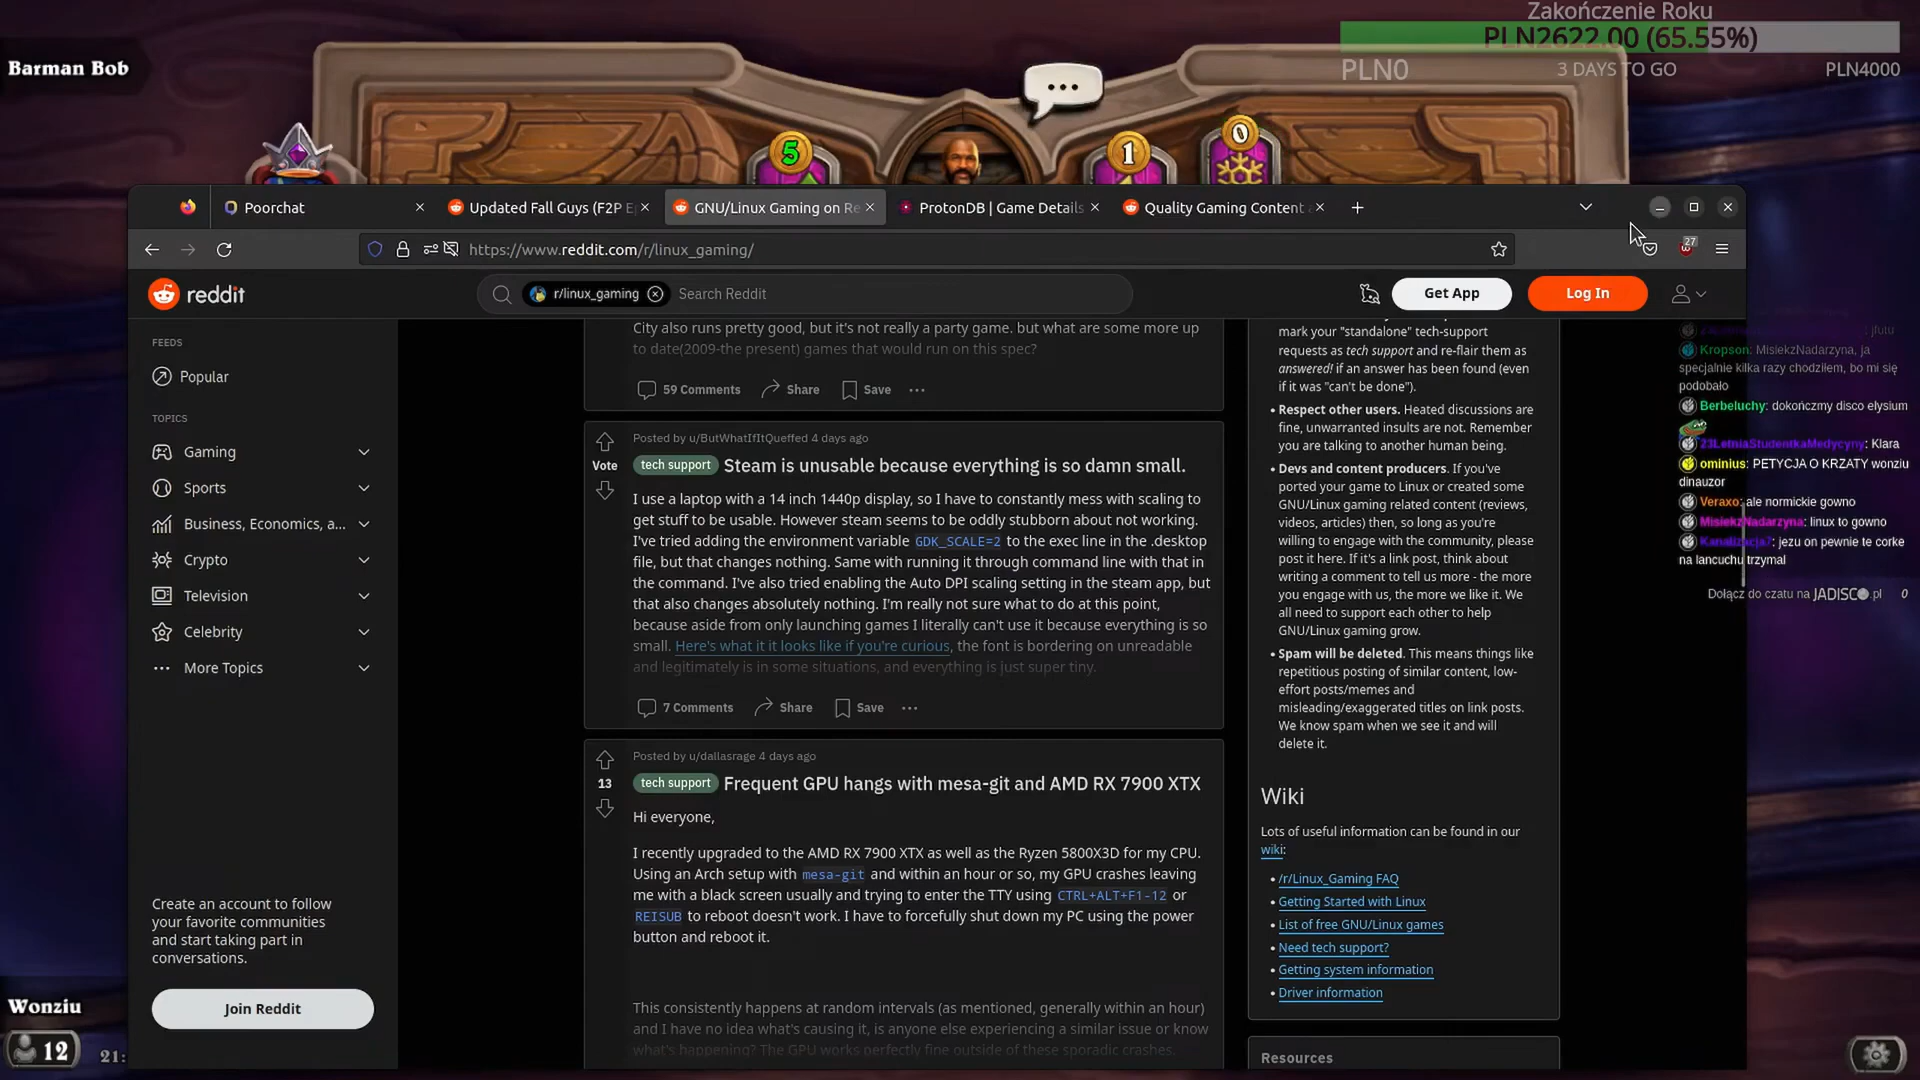 Zakończenie Roku
PLN2622.00 (65.55%)
PLN0
3 DAYS TO GO
PLN4000
Barman Bob
5
1
0
Poorchat
Updated Fall Guys (F2P E
GNU/Linux Gaming on Re
ProtonDB | Game Details
Quality Gaming Content
https://www.reddit.com/r/linux_gaming/
27
reddit
r/linux_gaming
Search Reddit
Get App
Log In
FEEDS
Popular
TOPICS
Gaming
Sports
Business, Economics, a...
Crypto
Television
Celebrity
More Topics
Create an account to follow
your favorite communities
and start taking part in
conversations.
Join Reddit
City also runs pretty good, but it's not really a party game. but what are some more up
to date(2009-the present) games that would run on this spec?
59 Comments
Share
Save
Posted by u/ButWhatIfItQueffed 4 days ago
Vote
tech support
Steam is unusable because everything is so damn small.
I use a laptop with a 14 inch 1440p display, so I have to constantly mess with scaling to
get stuff to be usable. However steam seems to be oddly stubborn about not working.
I've tried adding the environment variable GDK_SCALE=2 to the exec line in the .desktop
file, but that changes nothing. Same with running it through command line with that in
the command. I've also tried enabling the Auto DPI scaling setting in the steam app, but
that also changes absolutely nothing. I'm really not sure what to do at this point,
because aside from only launching games I literally can't use it because everything is so
small. Here's what it it looks like if you're curious, the font is bordering on unreadable
and legitimately is in some situations, and everything is just super tiny.
7 Comments
Share
Save
Posted by u/dallasrage 4 days ago
13
tech support
Frequent GPU hangs with mesa-git and AMD RX 7900 XTX
Hi everyone,
I recently upgraded to the AMD RX 7900 XTX as well as the Ryzen 5800X3D for my CPU.
Using an Arch setup with mesa-git and within an hour or so, my GPU crashes leaving
me with a black screen usually and trying to enter the TTY using CTRL+ALT+F1-12 or
REISUB to reboot doesn't work. I have to forcefully shut down my PC using the power
button and reboot it.
This consistently happens at random intervals (as mentioned, generally within an hour)
and I have no idea what's causing it, is anyone else experiencing a similar issue or know
what's happening? The GPU works perfectly fine outside of these sporadic crashes.
mark your "standalone" tech-support
requests as tech support and re-flair them as
answered! if an answer has been found (even
if it was "can't be done").
Respect other users. Heated discussions are
fine, unwarranted insults are not. Remember
you are talking to another human being.
Devs and content producers. If you've
ported your game to Linux or created some
GNU/Linux gaming related content (reviews,
videos, articles) then, so long as you're
willing to engage with the community, please
post it here. If it's a link post, think about
writing a comment to tell us more - the more
you engage with us, the more we like it. We
all need to support each other to help
GNU/Linux gaming grow.
Spam will be deleted. This means things like
repetitive posting of similar content, low-
effort posts/memes and
misleading/exaggerated titles on link posts.
We know spam when we see it and will
delete it.
Wiki
Lots of useful information can be found in our
wiki:
/r/Linux_Gaming FAQ
Getting Started with Linux
List of free GNU/Linux games
Need tech support?
Getting system information
Driver information
Resources
jfutu
Kropson: MisiekzNadarzyna, ja
specjalnie kilka razy chodziłem, bo mi się
podobało
Berbeluchy: dokończmy disco elysium
23LetniaStudentkaMedycyny: Klara
ominius: PETYCJA O KRZATY wonziu
dinauzor
Veraxo: ale normickie gowno
MisiekzNadarzyna: linux to gowno
Kanalizacja7: jezu on pewnie te corke
na lancuchu trzymal
Dołącz do czatu na JADISCO.pl 0
Wonziu
12
21: